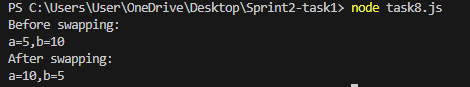 PS C:\Users\User\OneDrive\Desktop\Sprint2-task1> node task8.js
Before swapping:
a=5,b=10
After swapping:
a=10,b=5